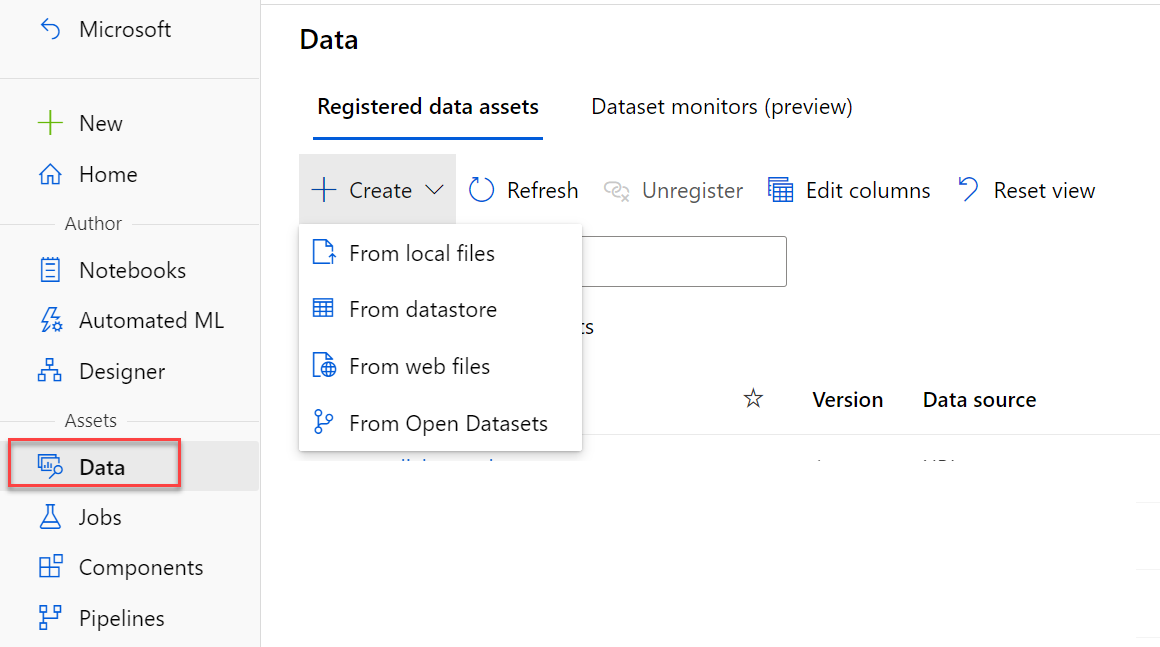 Microsoft
New
Home
Author
Notebooks
Automated ML
Designer
Assets
Data
Jobs
Components
Pipelines
Data
Registered data assets
Dataset monitors (preview)
Create
Refresh
Unregister
Edit columns
Reset view
From local files
From datastore
From web files
From Open Datasets
Version
Data source